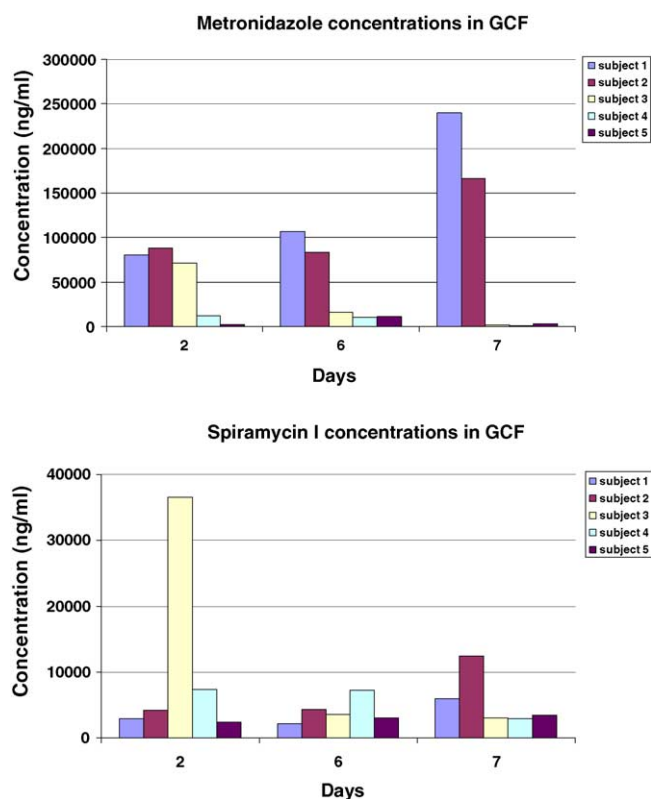 Metronidazole concentrations in GCF
Concentration (ng/ml)
300000
250000
200000
150000
100000
50000
0
2 6 7
Days
subject 1
subject 2
subject 3
subject 4
subject 5
Spiramycin I concentrations in GCF
Concentration (ng/ml)
40000
30000
20000
10000
0
2 6 7
Days
subject 1
subject 2
subject 3
subject 4
subject 5